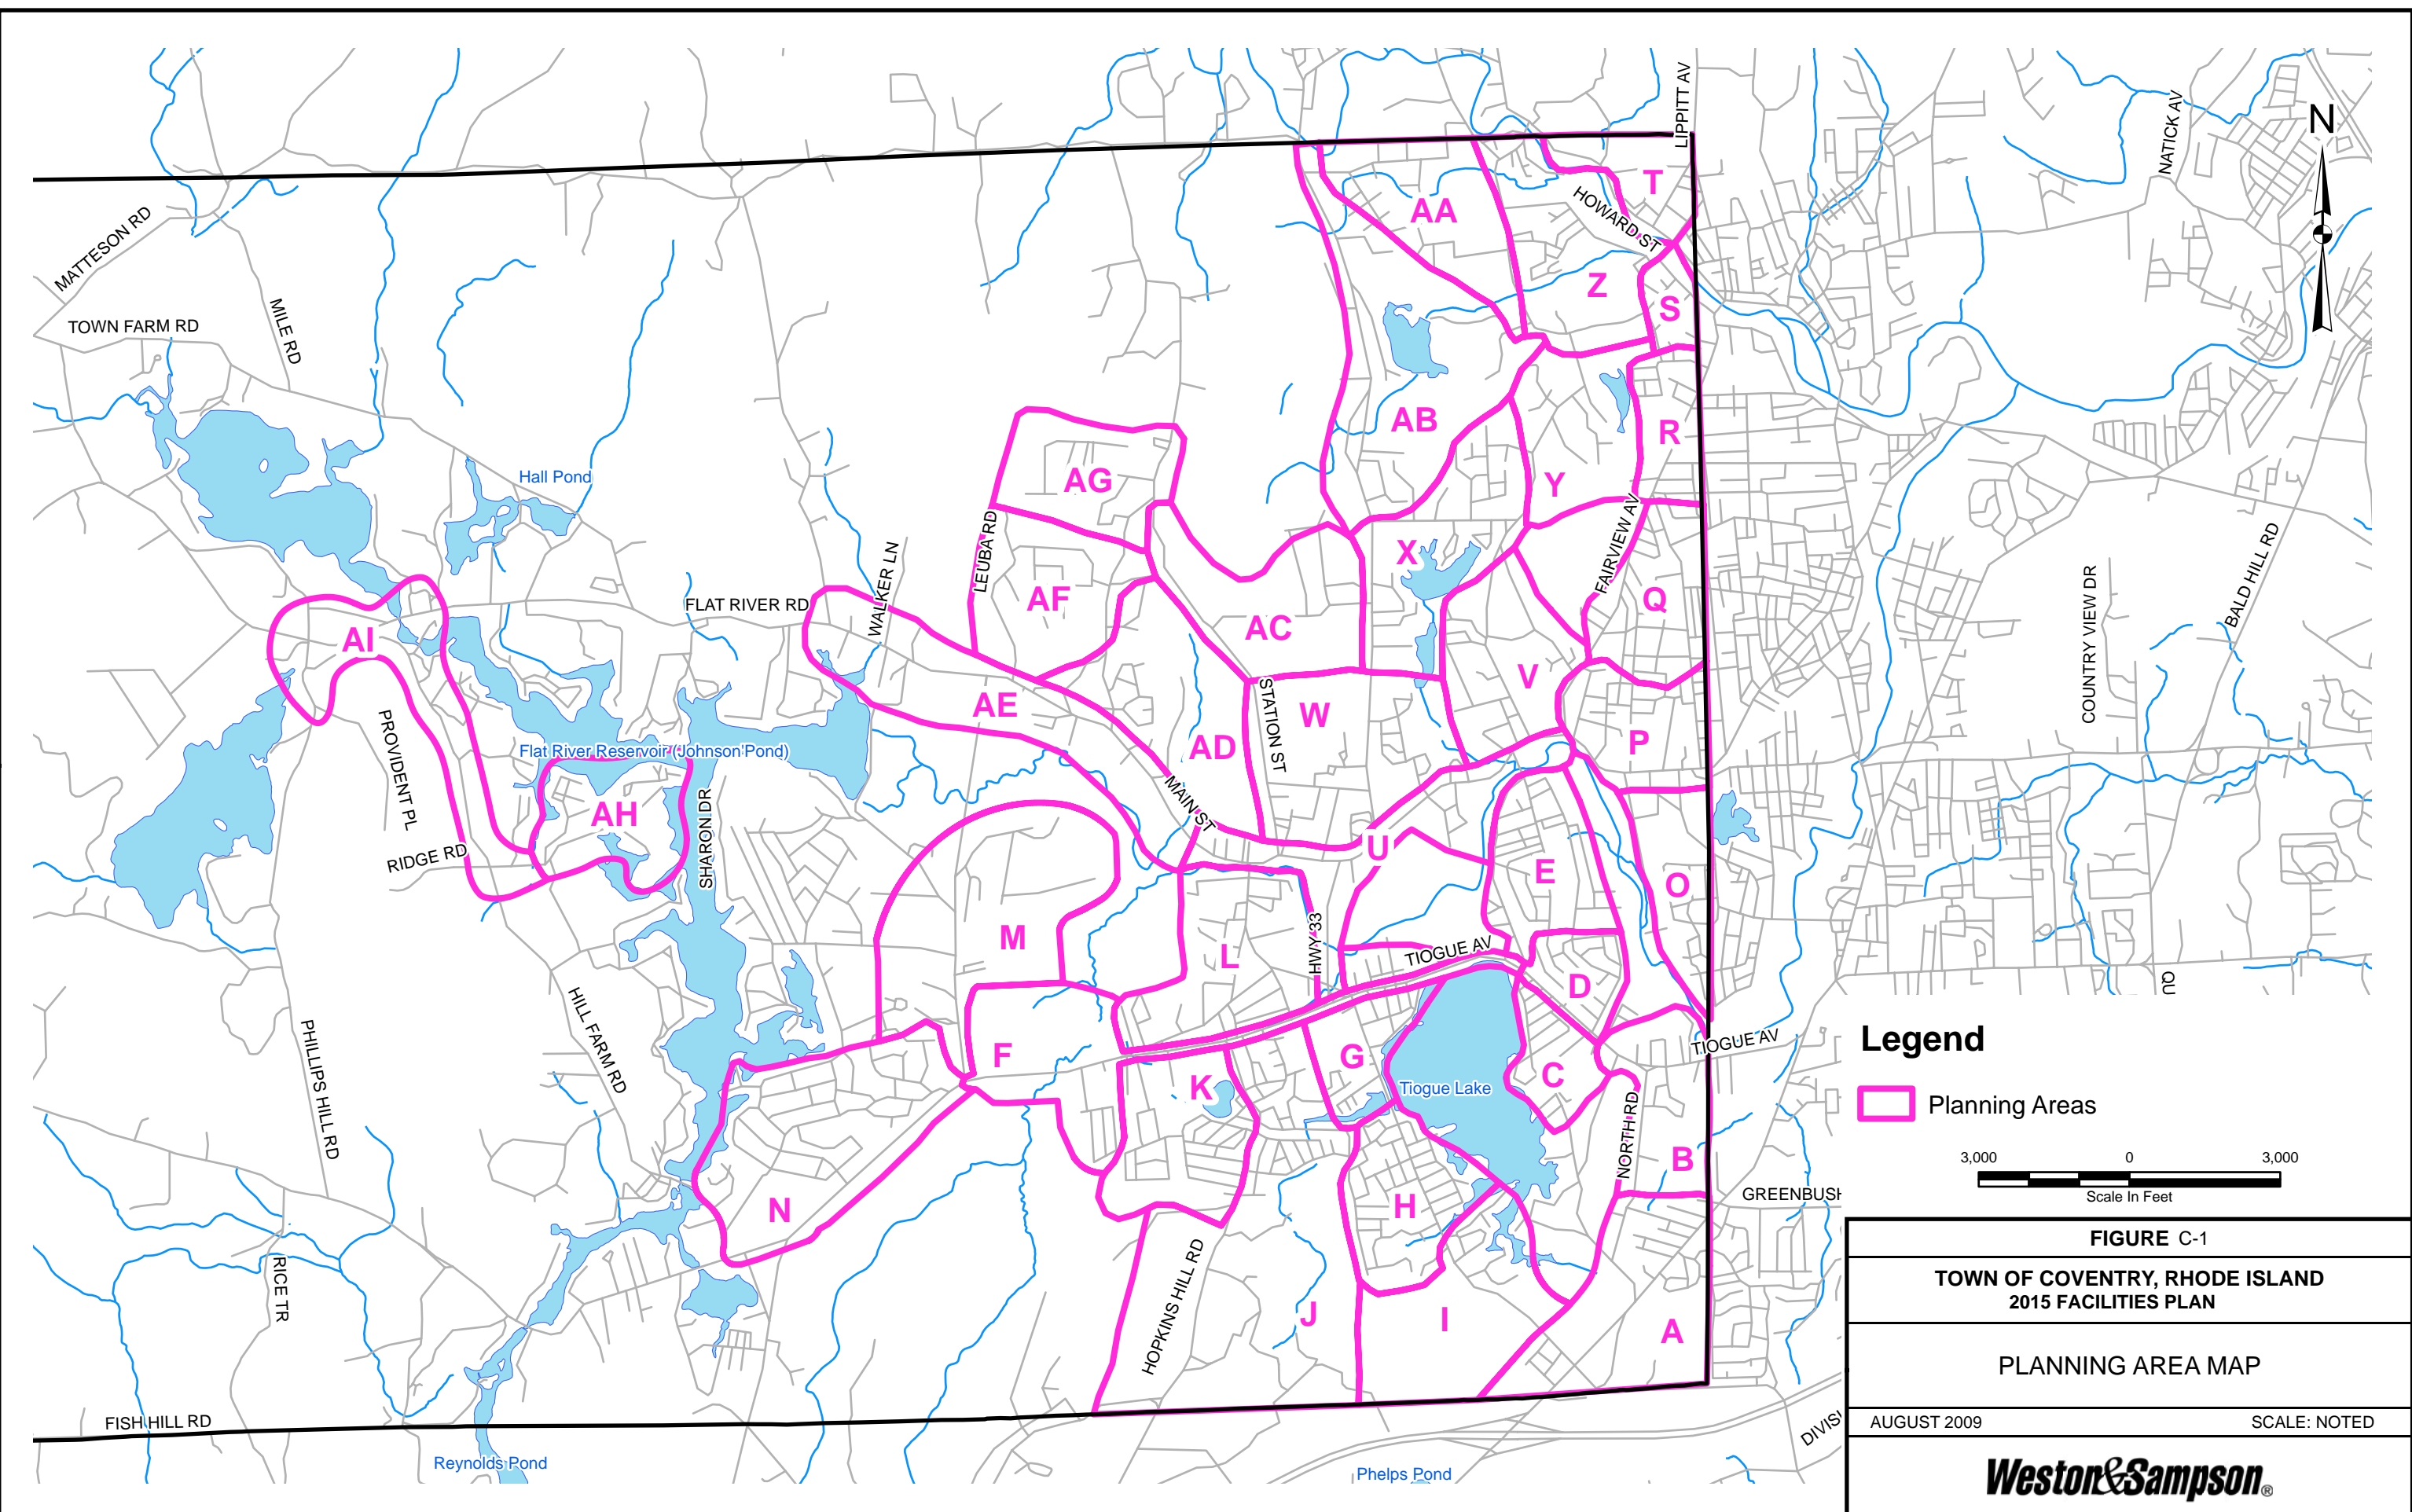 LIPPITT AV
NATICK AV
N
T
HOWARD ST
AA
MATTESON RD
Z
S
MILE RD
TOWN FARM RD
AB
R
Hall Pond
AG
Y
LEUBA RD
FAIRVIEW AV
BALD HILL RD
WALKER LN
X
COUNTRY VIEW DR
FLAT RIVER RD
AF
Q
AI
AC
V
AE
STATION ST
W
PROVIDENT PL
Flat River Reservoir (Johnson Pond)
AD
P
MAIN ST
AH
SHARON DR
RIDGE RD
U
E
O
M
HWY 33
TIOGUE AV
L
D
QU
HILL FARM RD
PHILLIPS HILL RD
F
G
TIOGUE AV
K
Tiogue Lake
C
NORTH RD
B
N
H
GREENBUSH
HOPKINS HILL RD
RICE TR
J
I
A
FISH HILL RD
DIVISI
Reynolds Pond
Phelps Pond
Legend
Planning Areas
3,000 0 3,000
Scale In Feet
FIGURE C-1
TOWN OF COVENTRY, RHODE ISLAND
2015 FACILITIES PLAN
PLANNING AREA MAP
AUGUST 2009 SCALE: NOTED
Weston&Sampson®